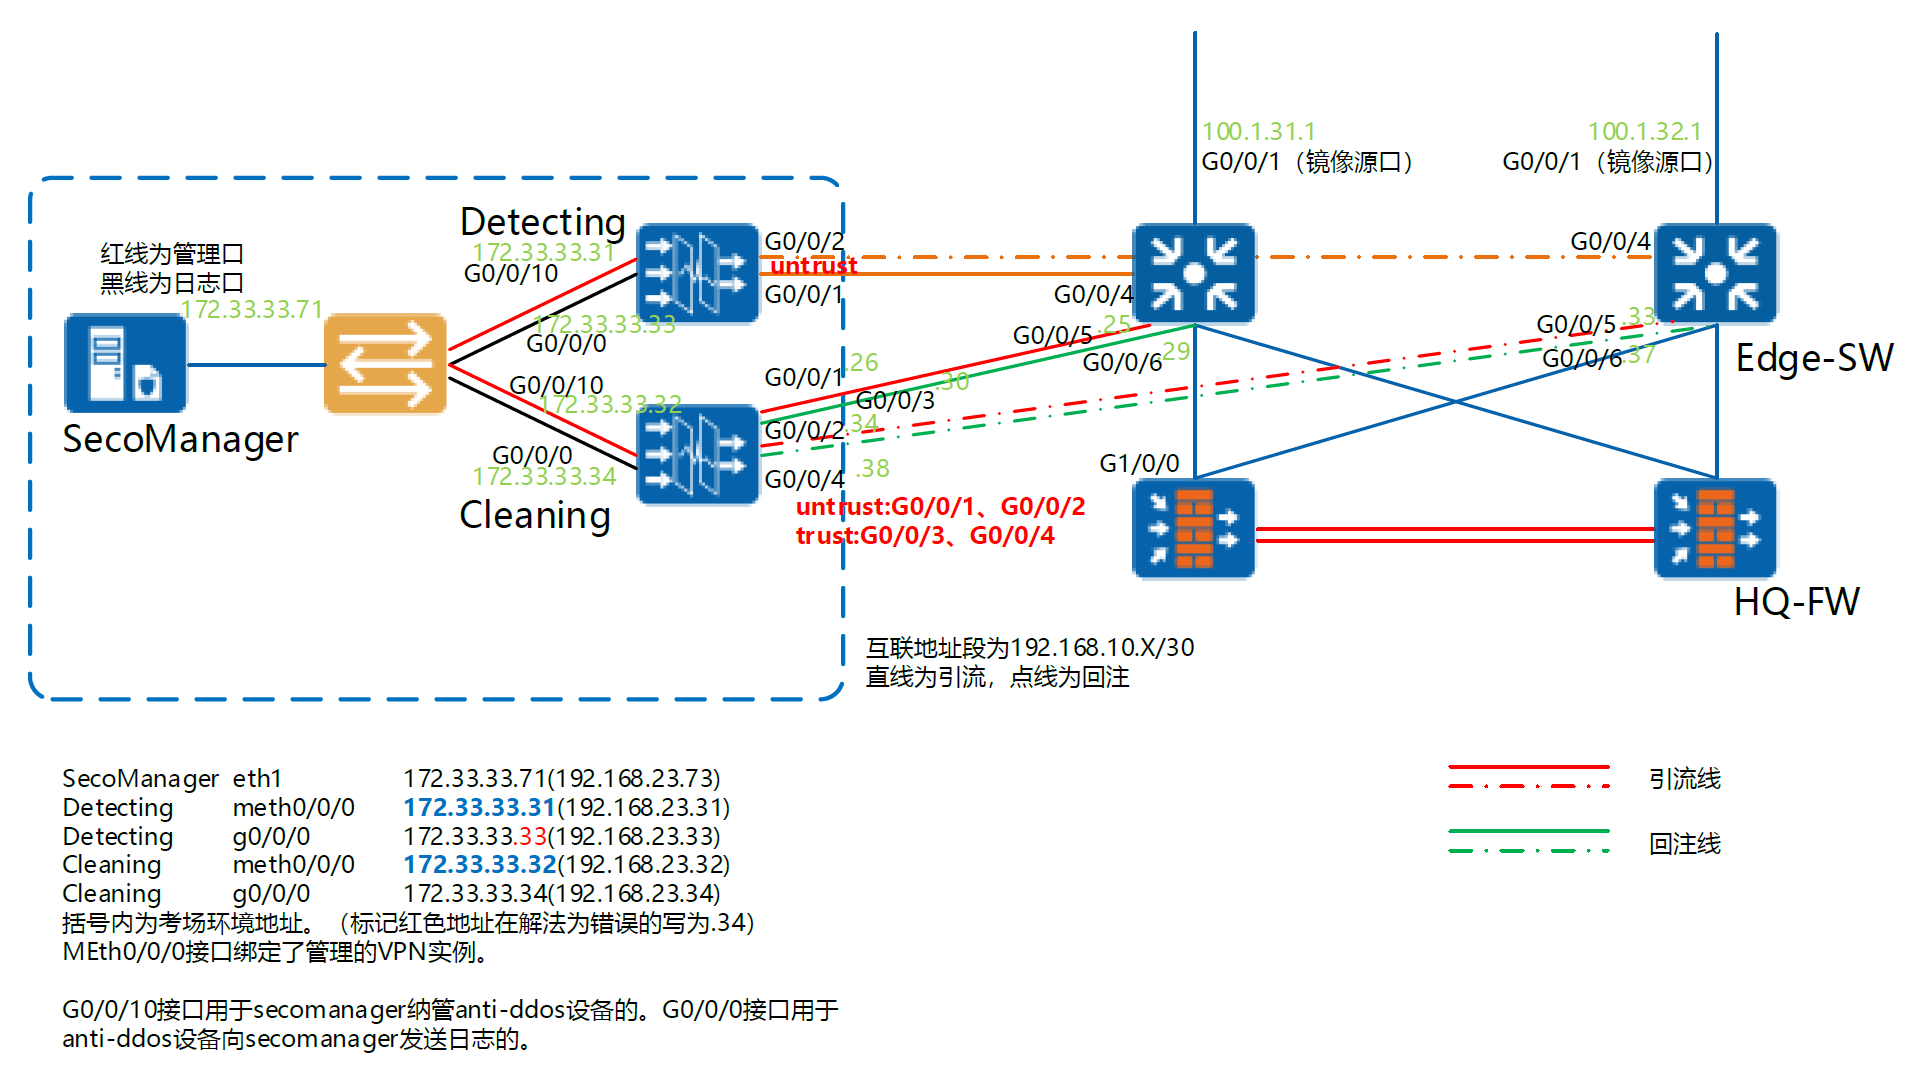 100.1.31.1
G0/0/1（镜像源口）
100.1.32.1
G0/0/1（镜像源口）
红线为管理口
黑线为日志口
172.33.33.71
SecoManager
Detecting
172.33.33.31
G0/0/10
172.33.33.33
G0/0/0
G0/0/10
172.33.33.32
G0/0/0
172.33.33.34
Cleaning
G0/0/2
untrust
G0/0/1
G0/0/4
G0/0/4
G0/0/5
.25
G0/0/6
.29
G0/0/5
.33
G0/0/6
.37
Edge-SW
G0/0/1
.26
.30
G0/0/3
.34
G0/0/2
G0/0/4
.38
untrust:G0/0/1、G0/0/2
trust:G0/0/3、G0/0/4
G1/0/0
HQ-FW
互联地址段为192.168.10.X/30
直线为引流，点线为回注
SecoManager eth1 172.33.33.71(192.168.23.73)
Detecting meth0/0/0 172.33.33.31(192.168.23.31)
Detecting g0/0/0 172.33.33.33(192.168.23.33)
Cleaning meth0/0/0 172.33.33.32(192.168.23.32)
Cleaning g0/0/0 172.33.33.34(192.168.23.34)
括号内为考场环境地址。（标记红色地址在解法为错误的写为.34）
MEth0/0/0接口绑定了管理的VPN实例。
G0/0/10接口用于secomanager纳管anti-ddos设备的。G0/0/0接口用于
anti-ddos设备向secomanager发送日志的。
引流线
回注线